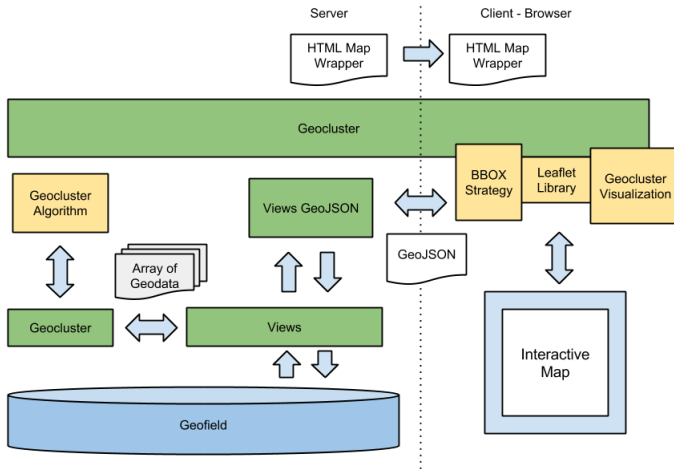 Server
Client - Browser
HTML Map
Wrapper
HTML Map
Wrapper
Geocluster
BBOX
Strategy
Leaflet
Library
Geocluster
Visualization
Geocluster
Algorithm
Views GeoJSON
Array of
Geodata
GeoJSON
Geocluster
Views
Interactive
Map
Geofield